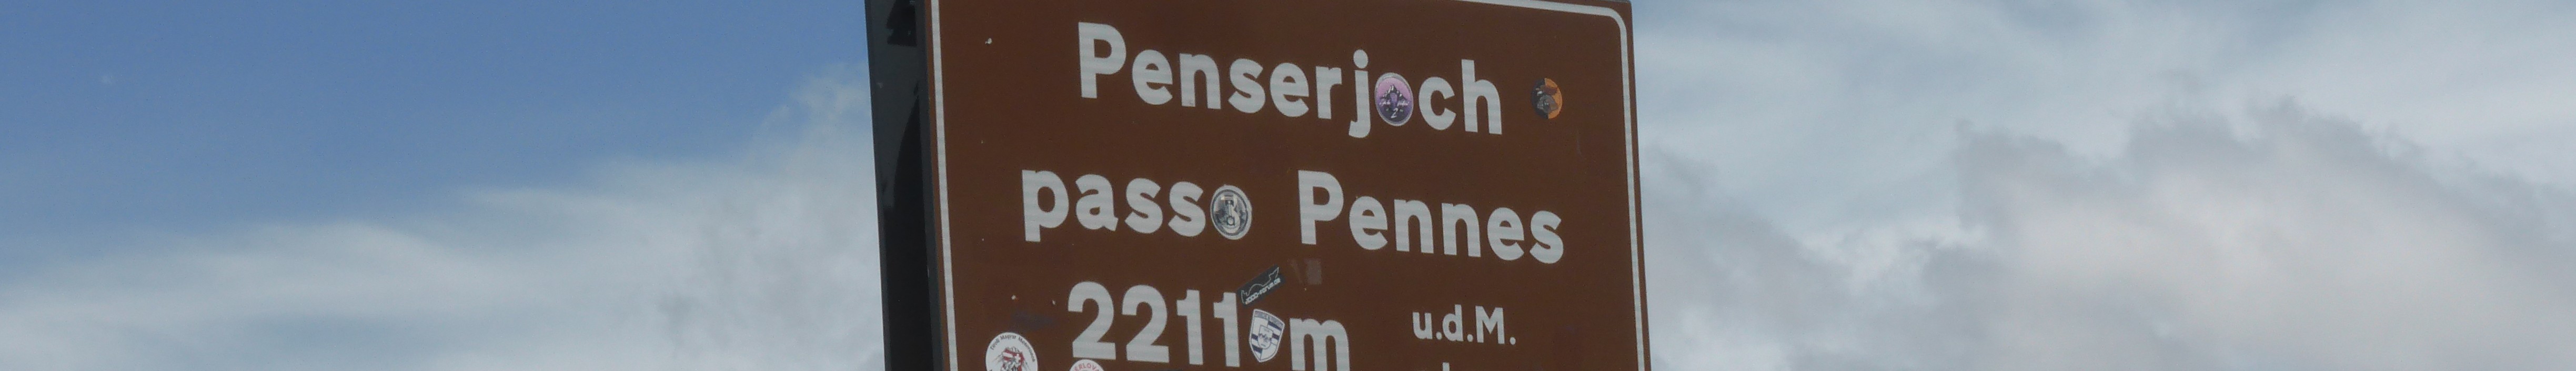 Penserjoch
passo Pennes
2211 m u.d.M.